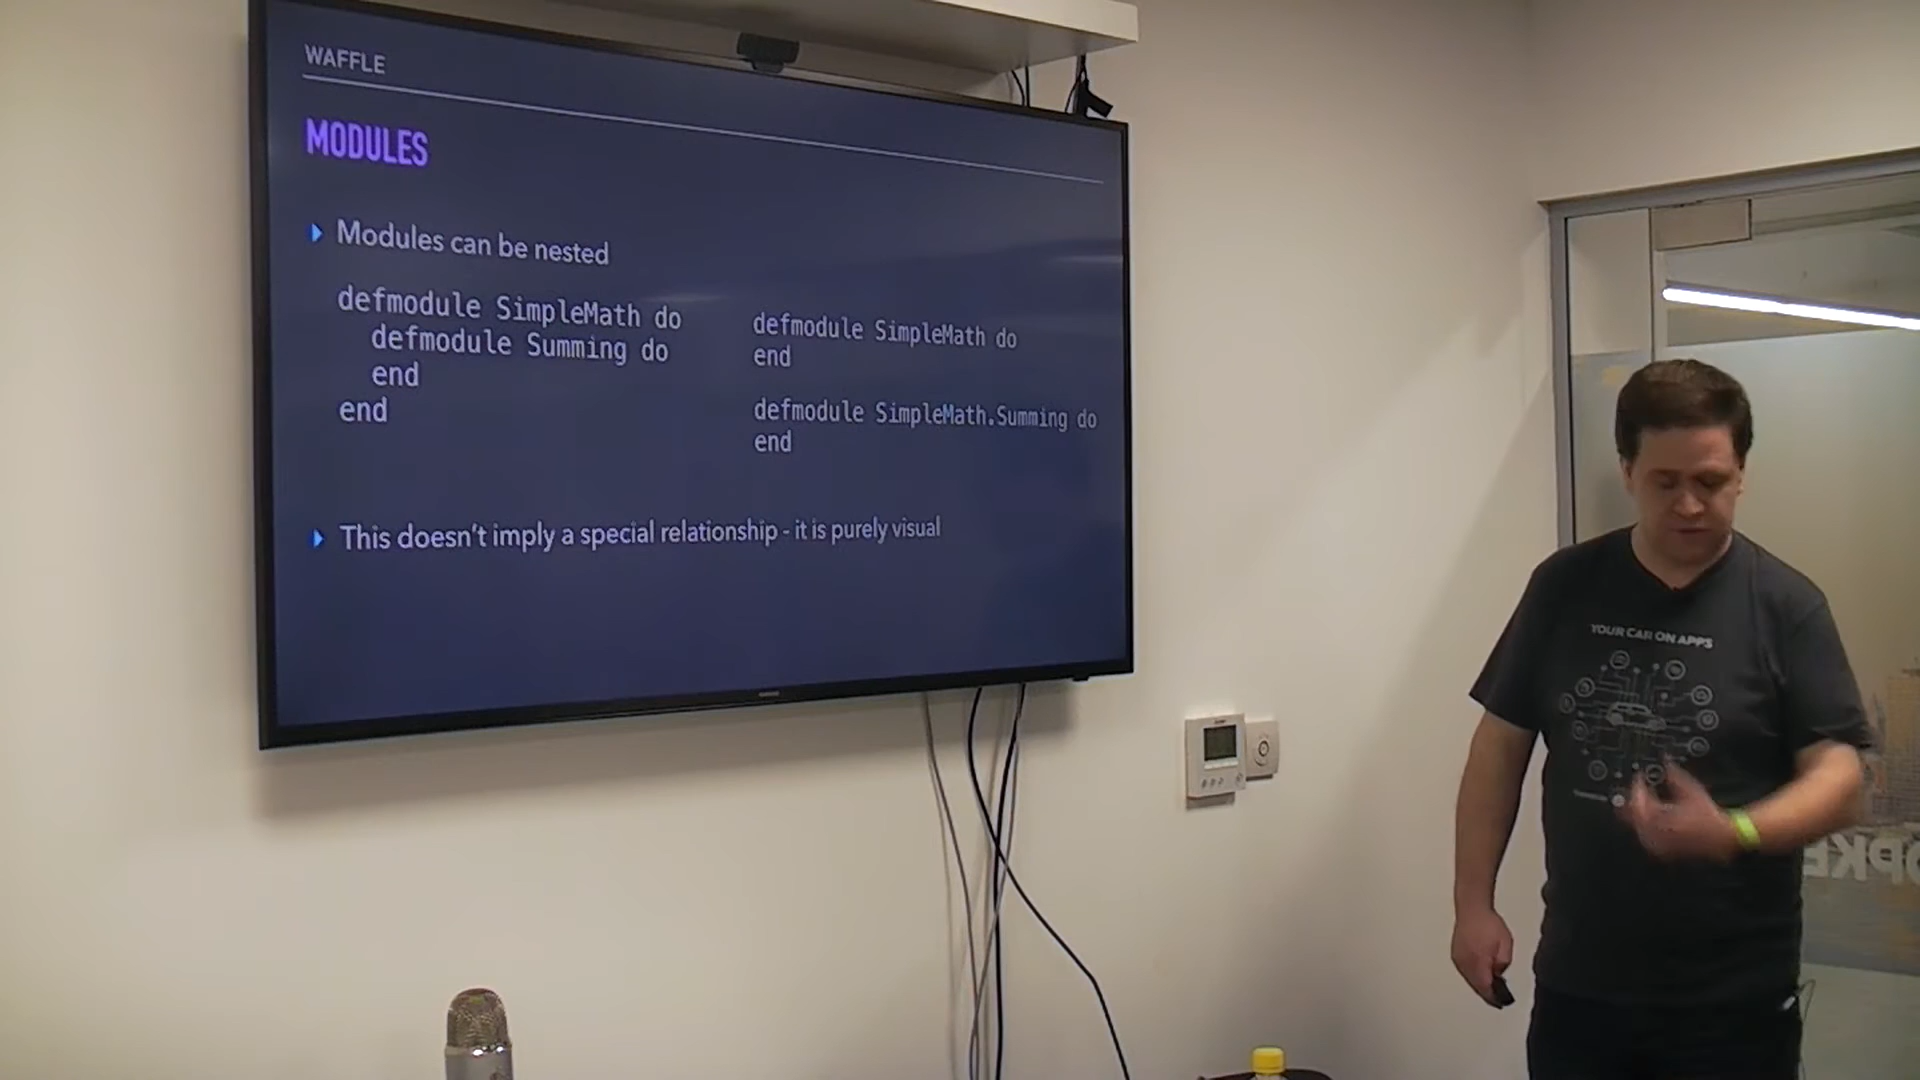 WAFFLE
MODULES
Modules can be nested
defmodule SimpleMath do
  defmodule Summing do
  end
end
defmodule SimpleMath do
end
defmodule SimpleMath.Summing do
end
This doesn't imply a special relationship - it is purely visual
YOUR CAR ON APPS